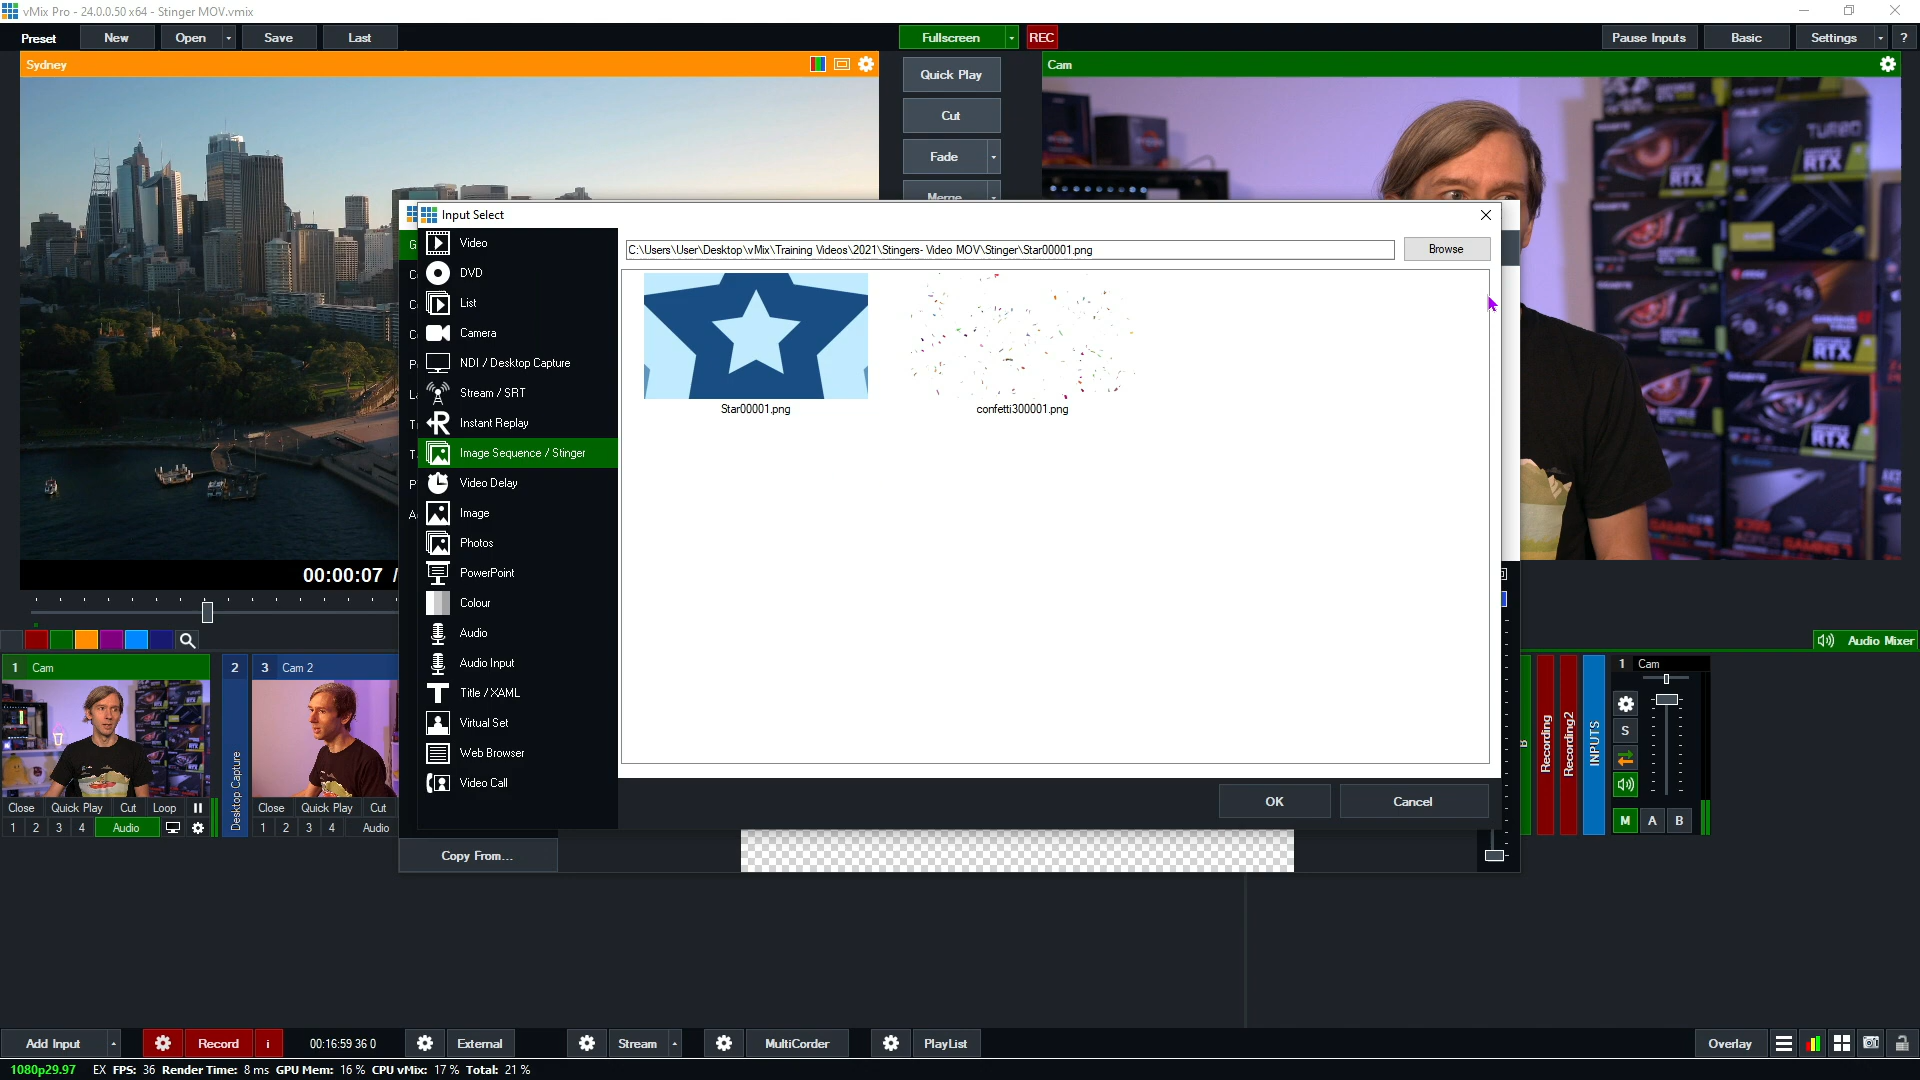 vMix Pro - 24.0.0.50 x64 - Stinger MOV.vmix
Preset New Open Save Last Fullscreen REC Pause Inputs Basic Settings ?
Sydney
Quick Play
Cam
Cut
Fade
Merge
Input Select
Video
C:\Users\User\Desktop\vMix\Training Videos\2021\Stingers- Video MOV\Stinger\Star00001.png
Browse
DVD
List
Camera
NDI / Desktop Capture
Stream / SRT
Instant Replay
Image Sequence / Stinger
Video Delay
Image
Photos
PowerPoint
Colour
Audio
Audio Input
Title / XAML
Virtual Set
Web Browser
Video Call
Star00001.png
confetti300001.png
OK
Cancel
Copy From...
00:00:07 /
Audio Mixer
1 Cam
2
Desktop Capture
3 Cam 2
Close Quick Play Cut Loop
1 2 3 4 Audio
Close Quick Play Cut
1 2 3 4 Audio
B
Recording
Recording2
INPUTS
1 Cam
S
M A B
Add Input Record i 00:16:59 36 0 External Stream MultiCorder PlayList Overlay
1080p29.97 EX FPS: 36 Render Time: 8 ms GPU Mem: 16 % CPU vMix: 17 % Total: 21 %